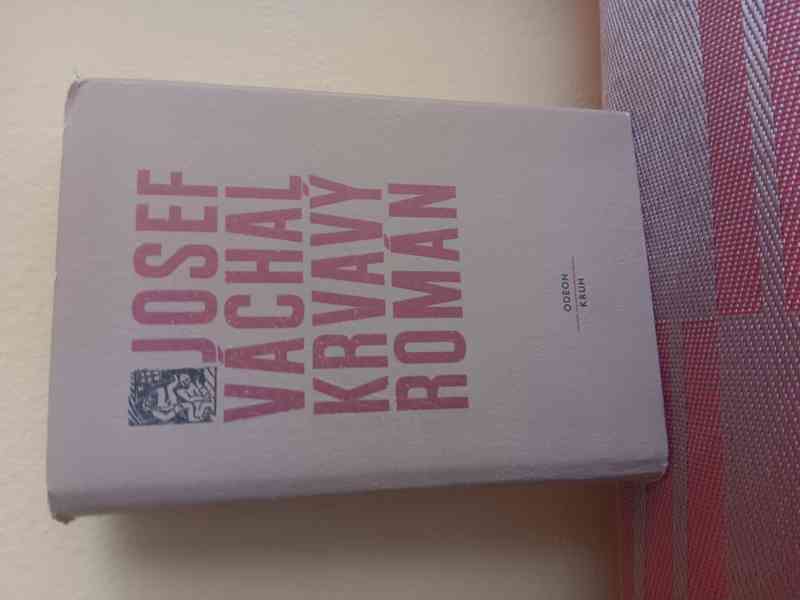 JOSEF
VÁCHAL
KRVAVÝ
ROMÁN
ODEON
KRUH